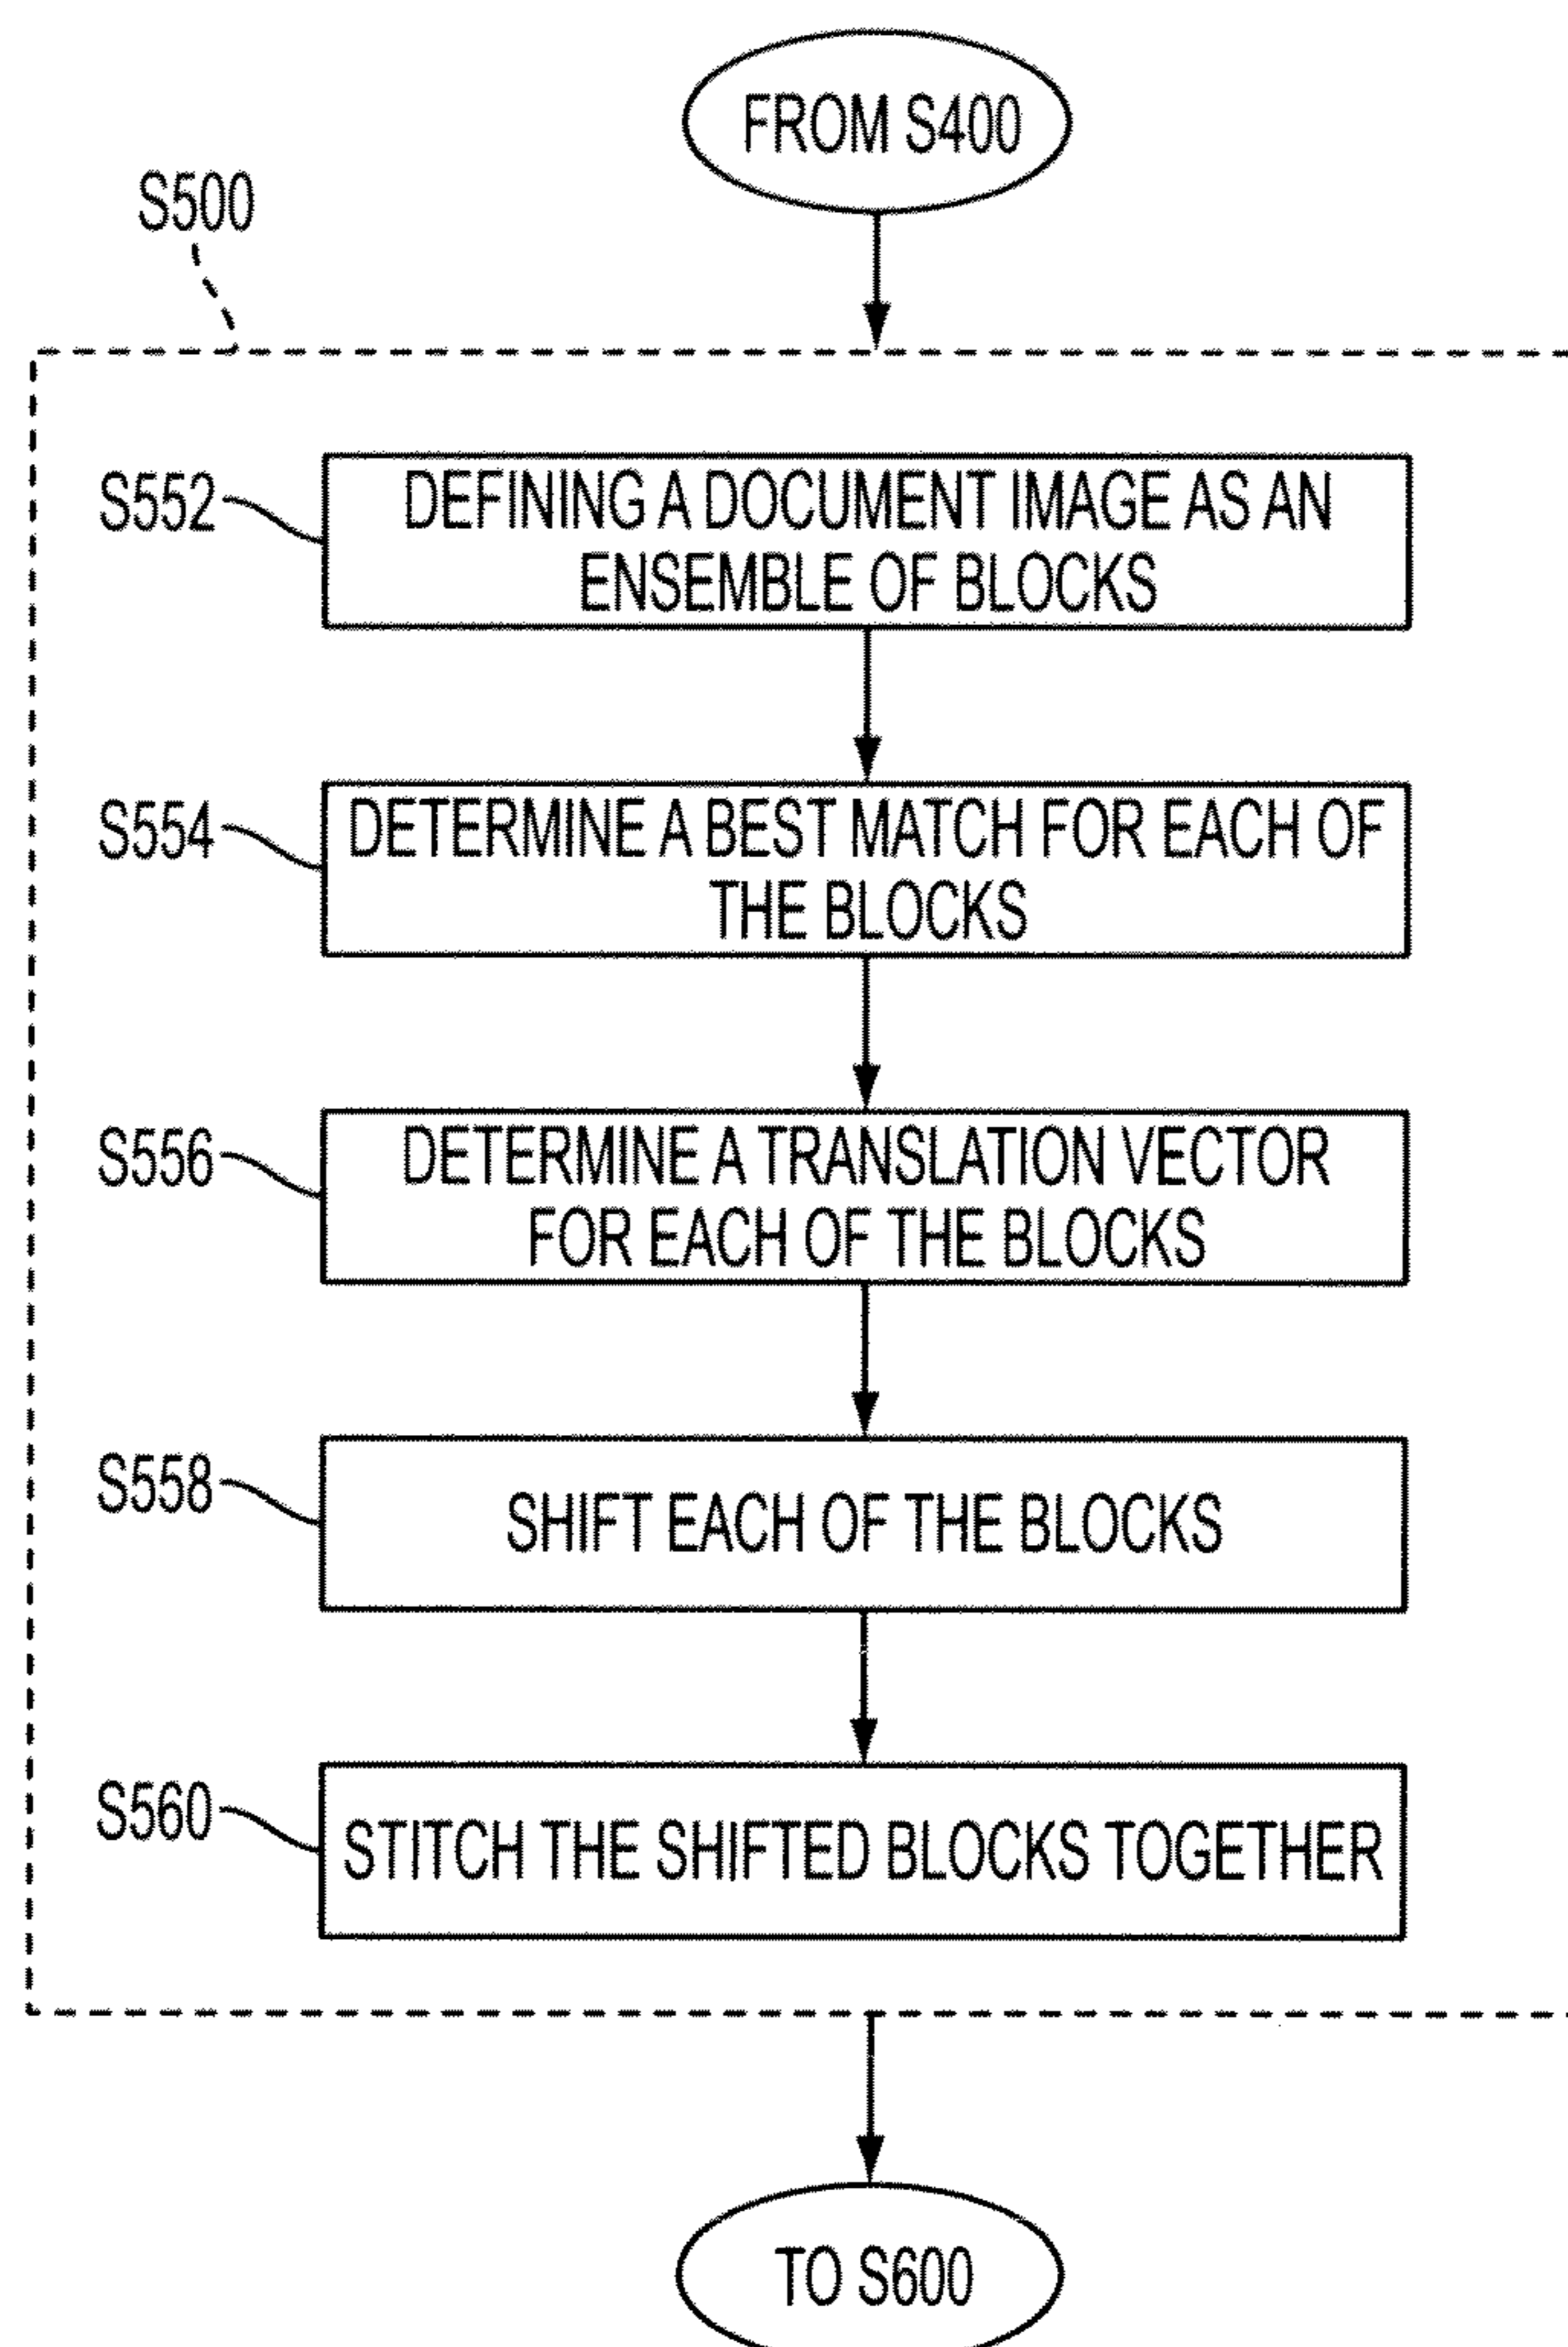 FROM S400
S500
S552
DEFINING A DOCUMENT IMAGE AS AN
ENSEMBLE OF BLOCKS
S554
DETERMINE A BEST MATCH FOR EACH OF
THE BLOCKS
S556
DETERMINE A TRANSLATION VECTOR
FOR EACH OF THE BLOCKS
S558
SHIFT EACH OF THE BLOCKS
S560
STITCH THE SHIFTED BLOCKS TOGETHER
TO S600